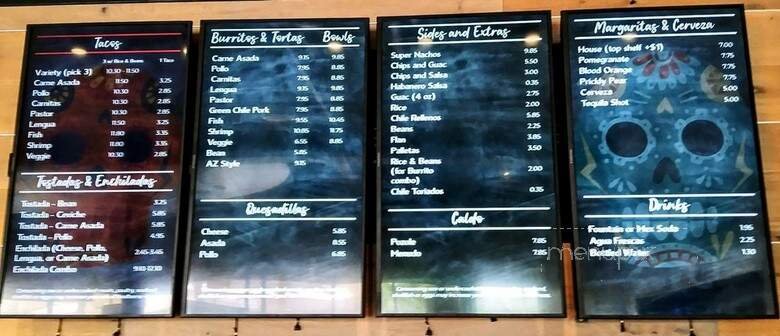 Tacos
3 w/ Rice & Beans 1 Taco
Variety (pick 3) 10.30 - 11.50
Carne Asada 11.50 3.25
Pollo 10.30 2.85
Carnitas 10.30 2.85
Pastor 10.30 2.85
Lengua 11.50 3.25
Fish 11.80 3.35
Shrimp 11.80 3.35
Veggie 10.30 2.85
Tostadas & Enchiladas
Tostada - Bean 3.25
Tostada - Ceviche 5.25
Tostada - Carne Asada 5.25
Tostada - Pollo 4.95
Enchilada (Cheese, Pollo, 2.45-3.45
Lengua, or Carne Asada)
Enchilada Combo
Burritos & Tortas Bowls
Carne Asada 9.15 9.85
Pollo 7.95 8.85
Carnitas 7.95 8.85
Lengua 9.15 9.85
Pastor 7.95 8.85
Green Chile Pork 7.95 8.85
Fish 9.55 10.45
Shrimp 10.85 11.75
Veggie 6.55 8.85
Bean 5.85
AZ Style 9.15
Quesadillas
Cheese 5.85
Asada 8.55
Pollo 6.85
Sides and Extras
Super Nachos 9.85
Chips and Guac 5.50
Chips and Salsa 3.00
Habanero Salsa 0.35
Guac (4 oz) 2.75
Rice 2.00
Chile Rellenos 5.85
Beans 2.25
Flan 3.85
Palletas 3.50
Rice & Beans
(for Burrito 2.00
combo)
Chile Toriados 0.35
Caldo
Pozole 7.85
Menudo 7.85
Margaritas & Cerveza
House (top shelf +$1) 7.00
Pomegranate 7.75
Blood Orange 7.75
Prickly Pear 7.75
Cerveza 5.00
Tequila Shot 5.00
Drinks
Fountain or Mex Soda 1.95
Agua Frescas 2.25
Bottled Water 1.30